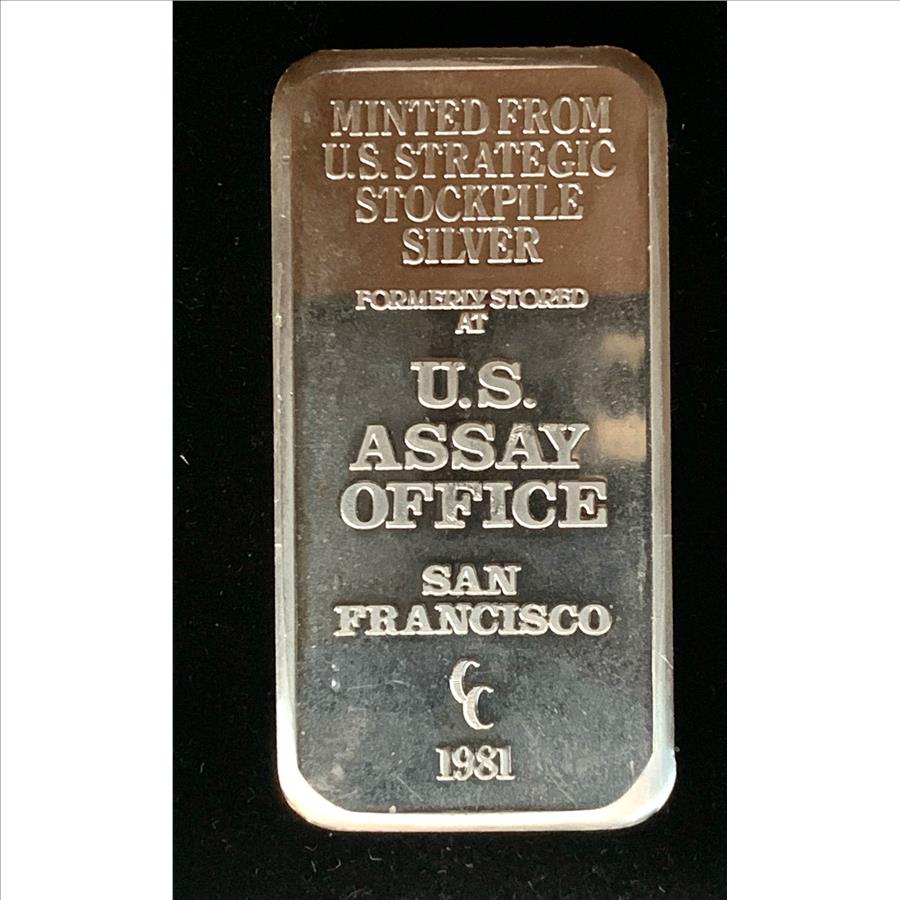 MINTED FROM
U.S. STRATEGIC
STOCKPILE
SILVER
FORMERLY STORED
AT
U.S.
ASSAY
OFFICE
SAN
FRANCISCO
CC
1981